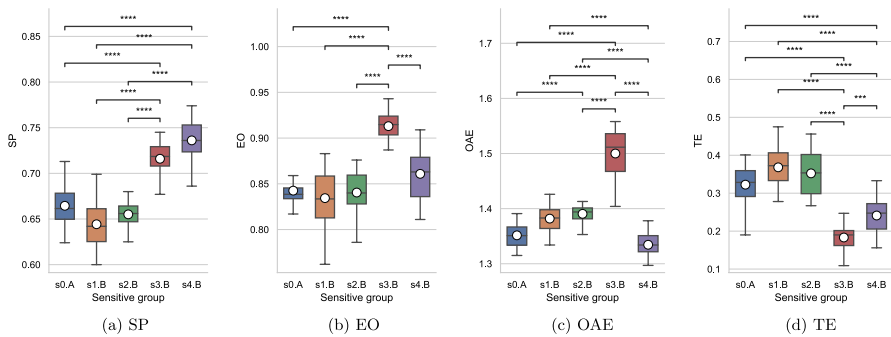 SP
0.85
0.80
0.75
0.70
0.65
0.60
****
****
****
****
****
****
s0.A s1.B s2.B s3.B s4.B
Sensitive group
(a) SP
EO
1.00
0.95
0.90
0.85
0.80
****
****
****
****
s0.A s1.B s2.B s3.B s4.B
Sensitive group
(b) EO
OAE
1.7
1.6
1.5
1.4
1.3
****
****
****
****
****
****
****
s0.A s1.B s2.B s3.B s4.B
Sensitive group
(c) OAE
TE
0.7
0.6
0.5
0.4
0.3
0.2
0.1
****
****
****
****
****
***
****
s0.A s1.B s2.B s3.B s4.B
Sensitive group
(d) TE